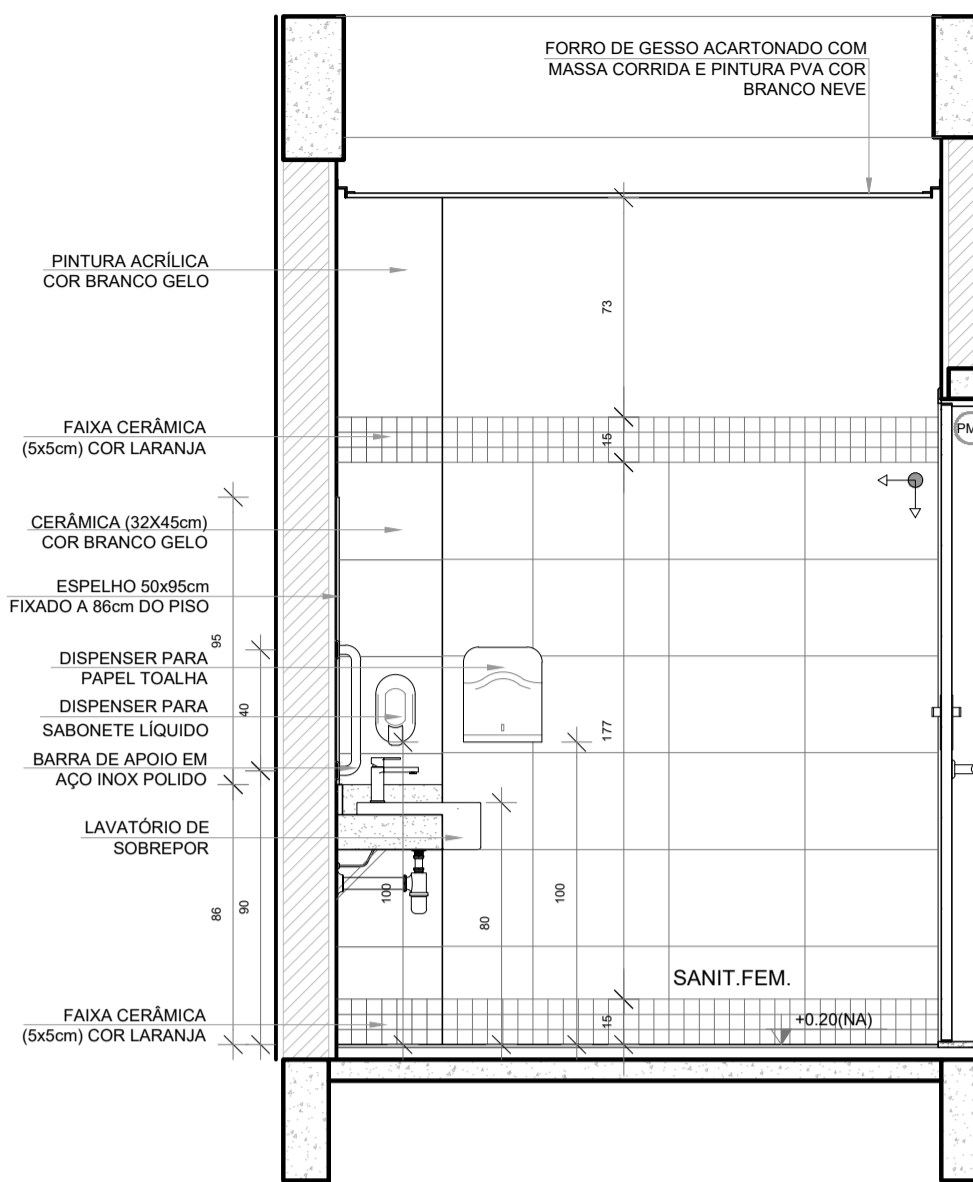 FORRO DE GESSO ACARTONADO COM
MASSA CORRIDA E PINTURA PVA COR
BRANCO NEVE
PINTURA ACRÍLICA
COR BRANCO GELO
73
FAIXA CERÂMICA
(5x5cm) COR LARANJA
15
PM
CERÂMICA (32X45cm)
COR BRANCO GELO
ESPELHO 50x95cm
FIXADO A 86cm DO PISO
95
DISPENSER PARA
PAPEL TOALHA
40
DISPENSER PARA
SABONETE LÍQUIDO
177
BARRA DE APOIO EM
AÇO INOX POLIDO
LAVATÓRIO DE
SOBREPOR
86
90
100
80
100
SANIT.FEM.
FAIXA CERÂMICA
(5x5cm) COR LARANJA
15
+0.20(NA)